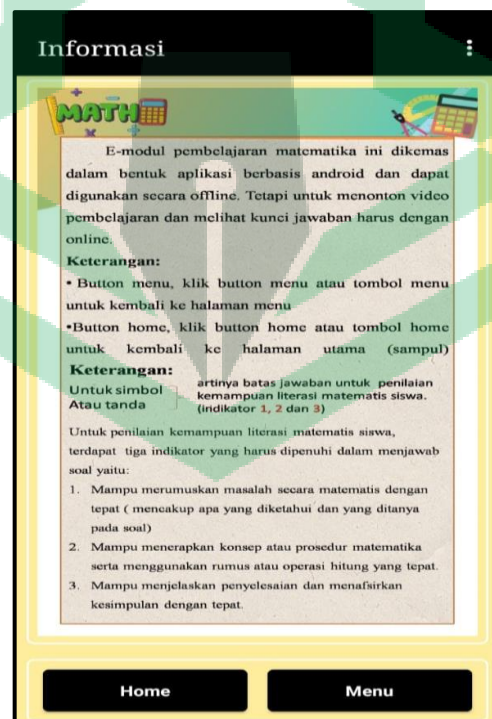 Informasi
MATH
E-modul pembelajaran matematika ini dikemas
dalam bentuk aplikasi berbasis android dan dapat
digunakan secara offline. Tetapi untuk menonton video
pembelajaran dan melihat kunci jawaban harus dengan
online.
Keterangan:
• Button menu, klik button menu atau tombol menu
untuk kembali ke halaman menu
•Button home, klik button home atau tombol home
untuk kembali ke halaman utama (sampul)
Keterangan:
Untuk simbol
Atau tanda
artinya batas jawaban untuk penilaian
kemampuan literasi matematis siswa.
(indikator 1, 2 dan 3)
Untuk penilaian kemampuan literasi matematis siswa,
terdapat tiga indikator yang harus dipenuhi dalam menjawab
soal yaitu:
1. Mampu merumuskan masalah secara matematis dengan
tepat ( mencakup apa yang diketahui dan yang ditanya
pada soal)
2. Mampu menerapkan konsep atau prosedur matematika
serta menggunakan rumus atau operasi hitung yang tepat.
3. Mampu menjelaskan penyelesaian dan menafsirkan
kesimpulan dengan tepat.
Home
Menu